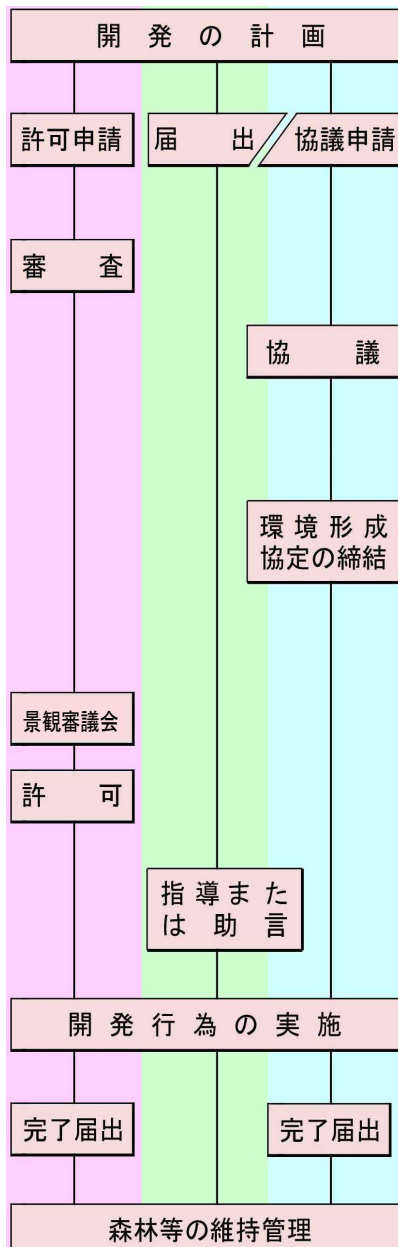 開発の計画
許可申請
届出
協議申請
審査
協議
環境形成
協定の締結
景観審議会
許可
指導また
は助言
開発行為の実施
完了届出
完了届出
森林等の維持管理